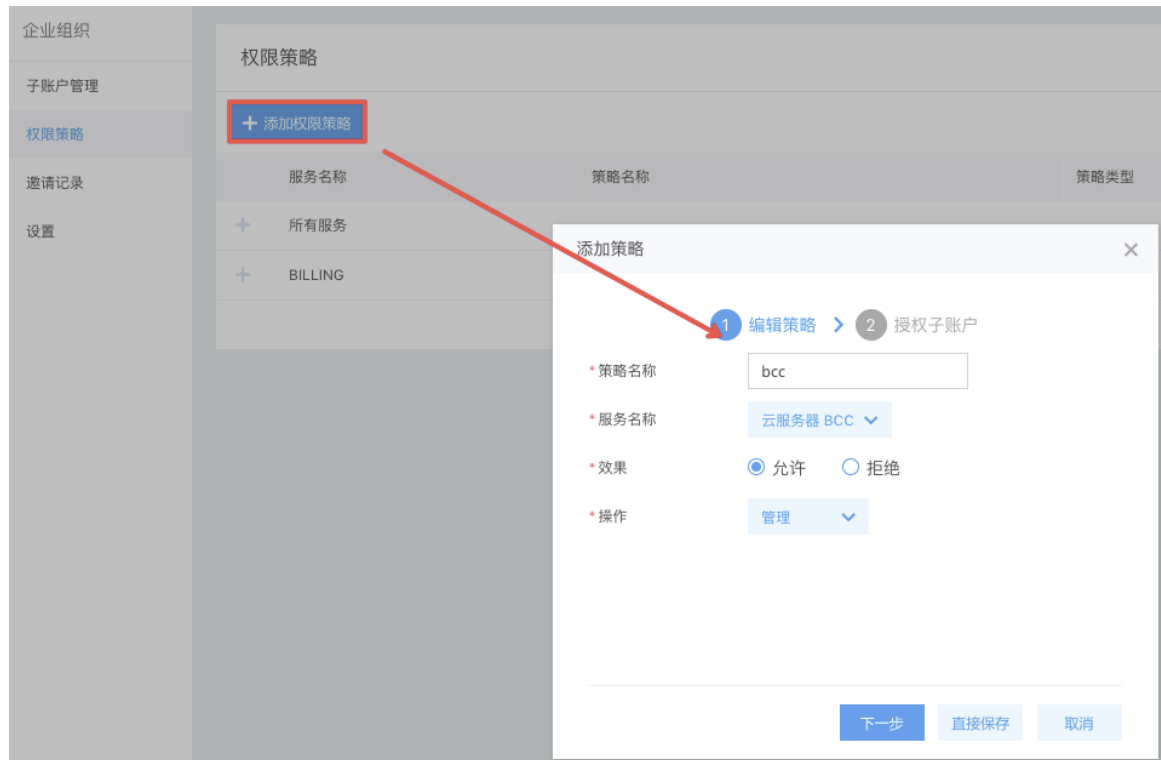 企业组织
子账户管理
权限策略
邀请记录
设置
权限策略
+ 添加权限策略
服务名称 策略名称 策略类型
所有服务
BILLING
添加策略
1 编辑策略 > 2 授权子账户
*策略名称 bcc
*服务名称 云服务器 BCC
*效果 允许 拒绝
*操作 管理
下一步 直接保存 取消